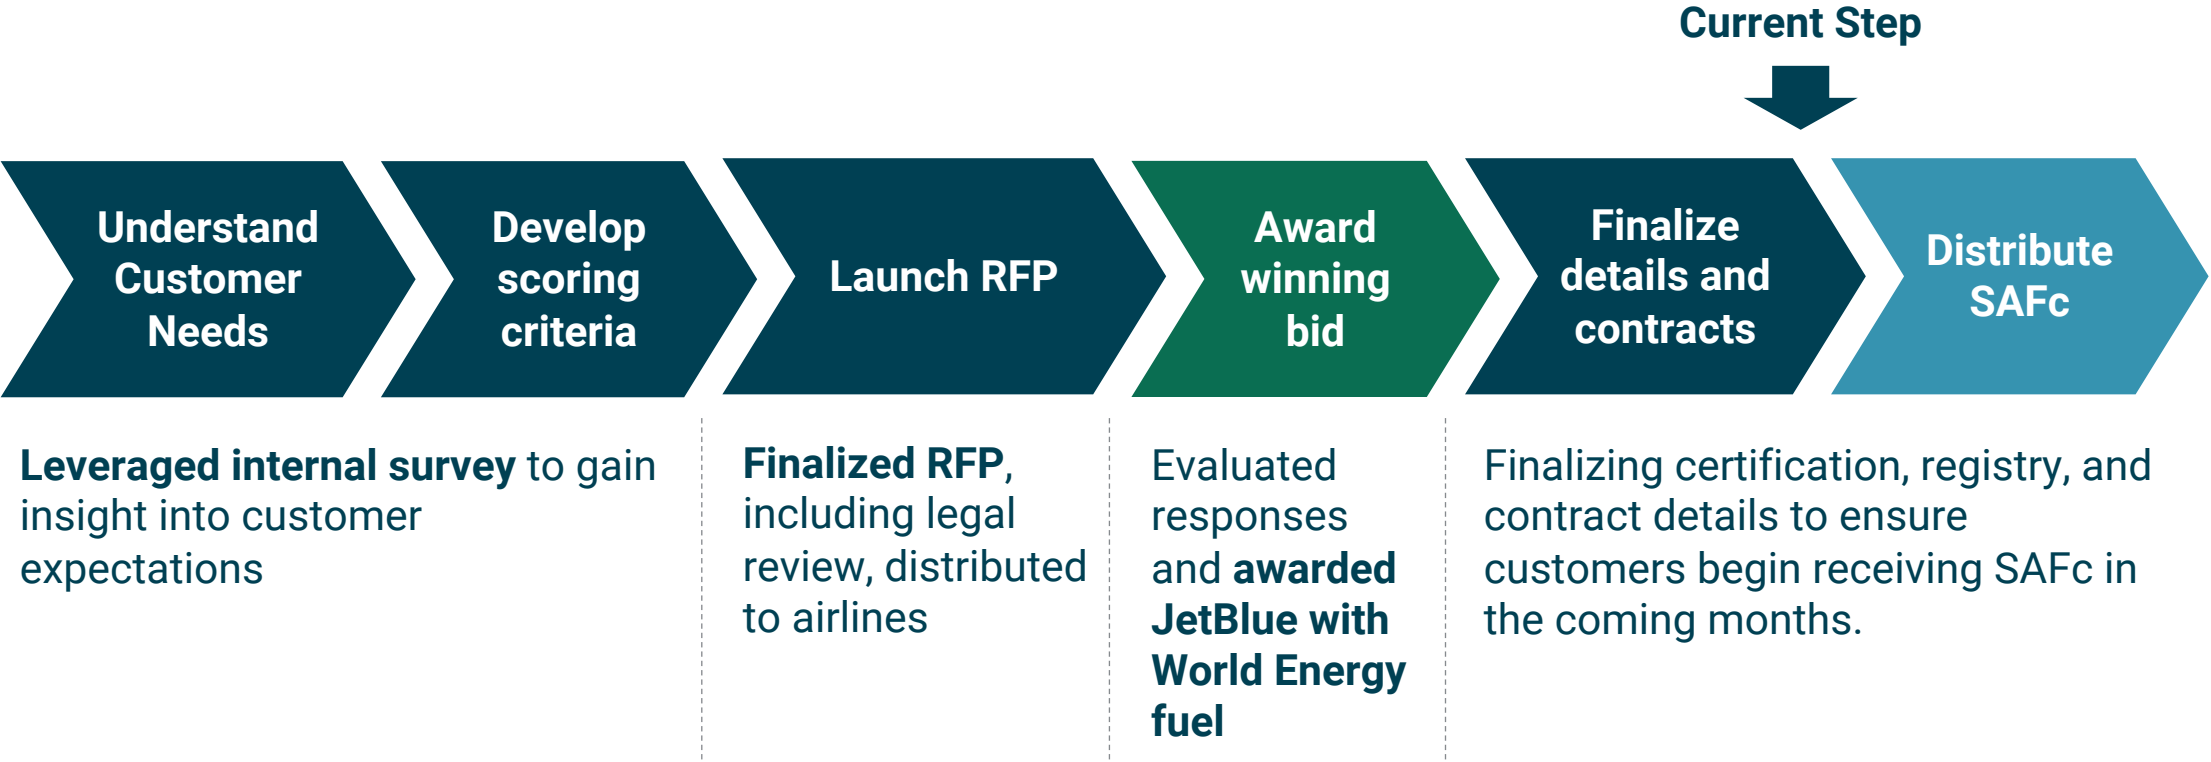 Current Step
Understand
Customer
Needs
Develop
scoring
criteria
Launch RFP
Award
winning
bid
Finalize
details and
contracts
Distribute
SAFc
Leveraged internal survey to gain
insight into customer
expectations
Finalized RFP,
including legal
review, distributed
to airlines
Evaluated
responses
and awarded
JetBlue with
World Energy
fuel
Finalizing certification, registry, and
contract details to ensure
customers begin receiving SAFc in
the coming months.